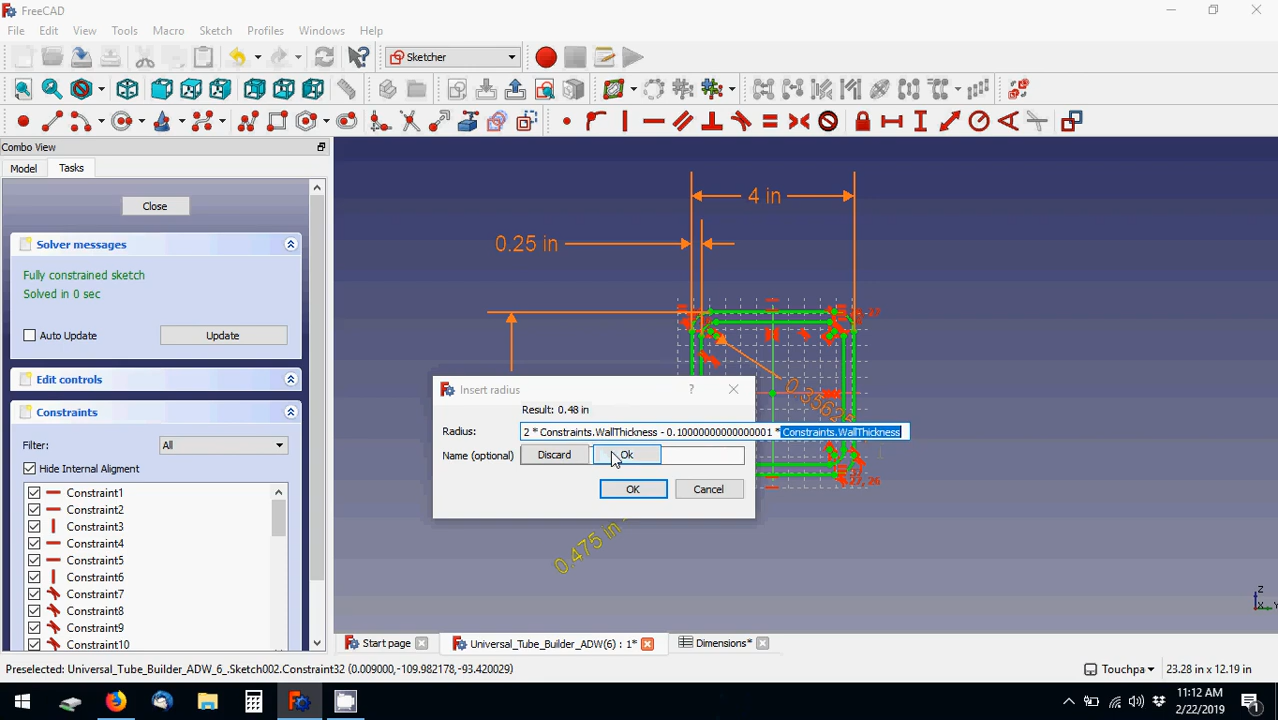 FreeCAD
File Edit View Tools Macro Sketch Profiles Windows Help
Sketcher
Combo View
Model Tasks
Close
Solver messages
Fully constrained sketch
Solved in 0 sec
Auto Update Update
Edit controls
Constraints
Filter: All
Hide Internal Aligment
Constraint1
Constraint2
Constraint3
Constraint4
Constraint5
Constraint6
Constraint7
Constraint8
Constraint9
Constraint10
4 in
0.25 in
Insert radius
Result: 0.48 in
Radius: 2 * Constraints.WallThickness - 0.10000000000000001 * Constraints.WallThickness
Name (optional) Discard Ok
OK Cancel
0.475 in
Start page Universal_Tube_Builder_ADW(6) : 1* Dimensions*
Preselected: Universal_Tube_Builder_ADW_6_.Sketch002.Constraint32 (0.009000,-109.982178,-93.420029) Touchpa 23.28 in x 12.19 in
Z
X
Y
11:12 AM
2/22/2019
1